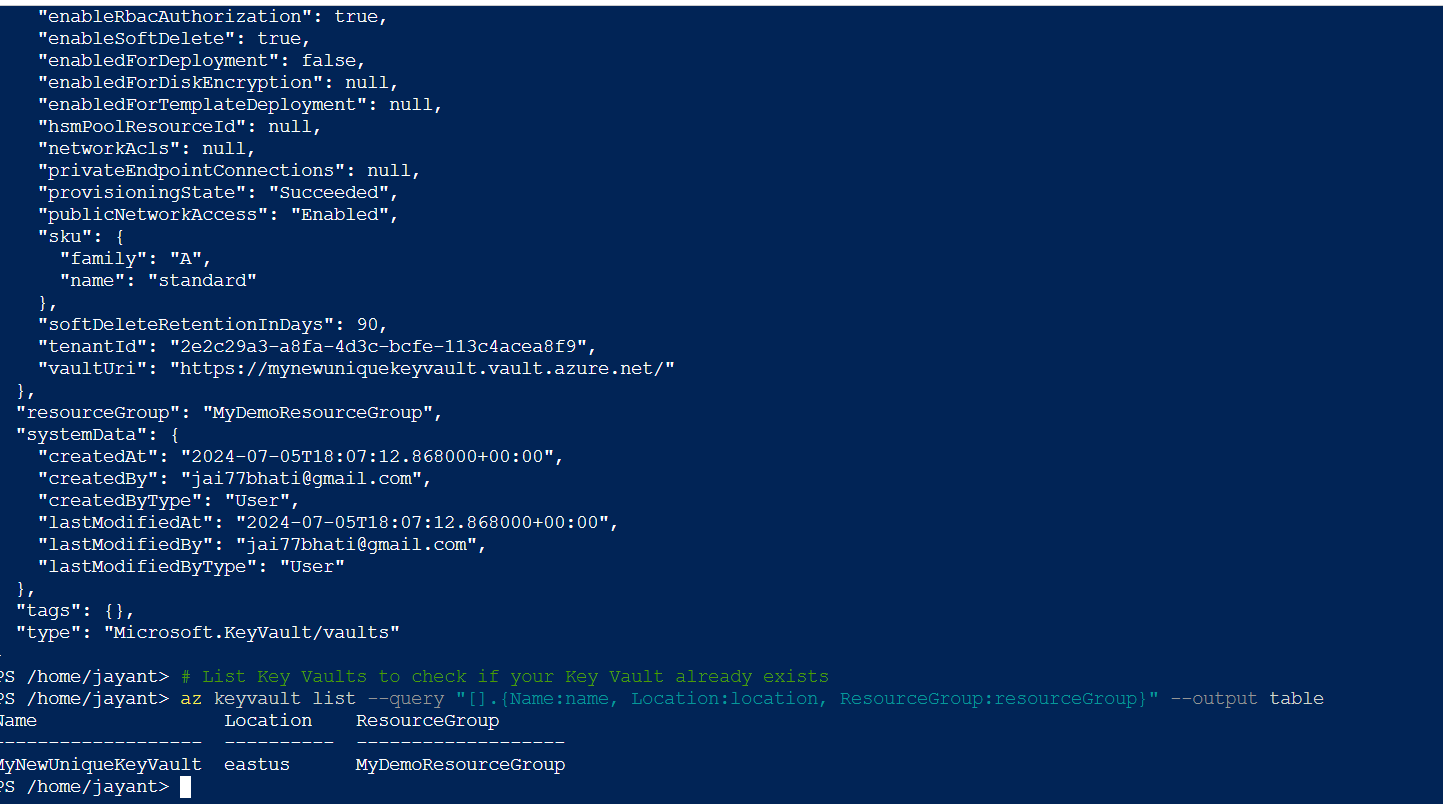 "enableRbacAuthorization": true,
"enableSoftDelete": true,
"enabledForDeployment": false,
"enabledForDiskEncryption": null,
"enabledForTemplateDeployment": null,
"hsmPoolResourceId": null,
"networkAcls": null,
"privateEndpointConnections": null,
"provisioningState": "Succeeded",
"publicNetworkAccess": "Enabled",
"sku": {
"family": "A",
"name": "standard"
},
"softDeleteRetentionInDays": 90,
"tenantId": "2e2c29a3-a8fa-4d3c-bcfe-113c4acea8f9",
"vaultUri": "https://mynewuniquekeyvault.vault.azure.net/"
},
"resourceGroup": "MyDemoResourceGroup",
"systemData": {
"createdAt": "2024-07-05T18:07:12.868000+00:00",
"createdBy": "jai77bhati@gmail.com",
"createdByType": "User",
"lastModifiedAt": "2024-07-05T18:07:12.868000+00:00",
"lastModifiedBy": "jai77bhati@gmail.com",
"lastModifiedByType": "User"
},
"tags": {},
"type": "Microsoft.KeyVault/vaults"
PS /home/jayant> # List Key Vaults to check if your Key Vault already exists
PS /home/jayant> az keyvault list --query "[].{Name:name, Location:location, ResourceGroup:resourceGroup}" --output table
Name Location ResourceGroup
------------------- ---------- -------------------
MyNewUniqueKeyVault eastus MyDemoResourceGroup
PS /home/jayant>